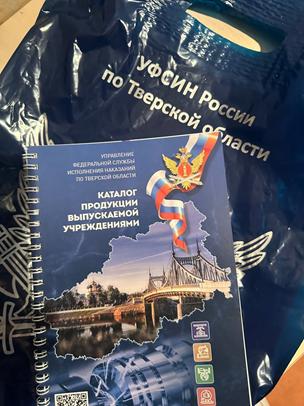 УФСИН России
по Тверской области
УПРАВЛЕНИЕ
ФЕДЕРАЛЬНОЙ СЛУЖБЫ
ИСПОЛНЕНИЯ НАКАЗАНИЙ
ПО ТВЕРСКОЙ ОБЛАСТИ
КАТАЛОГ
ПРОДУКЦИИ
ВЫПУСКАЕМОЙ
УЧРЕЖДЕНИЯМИ